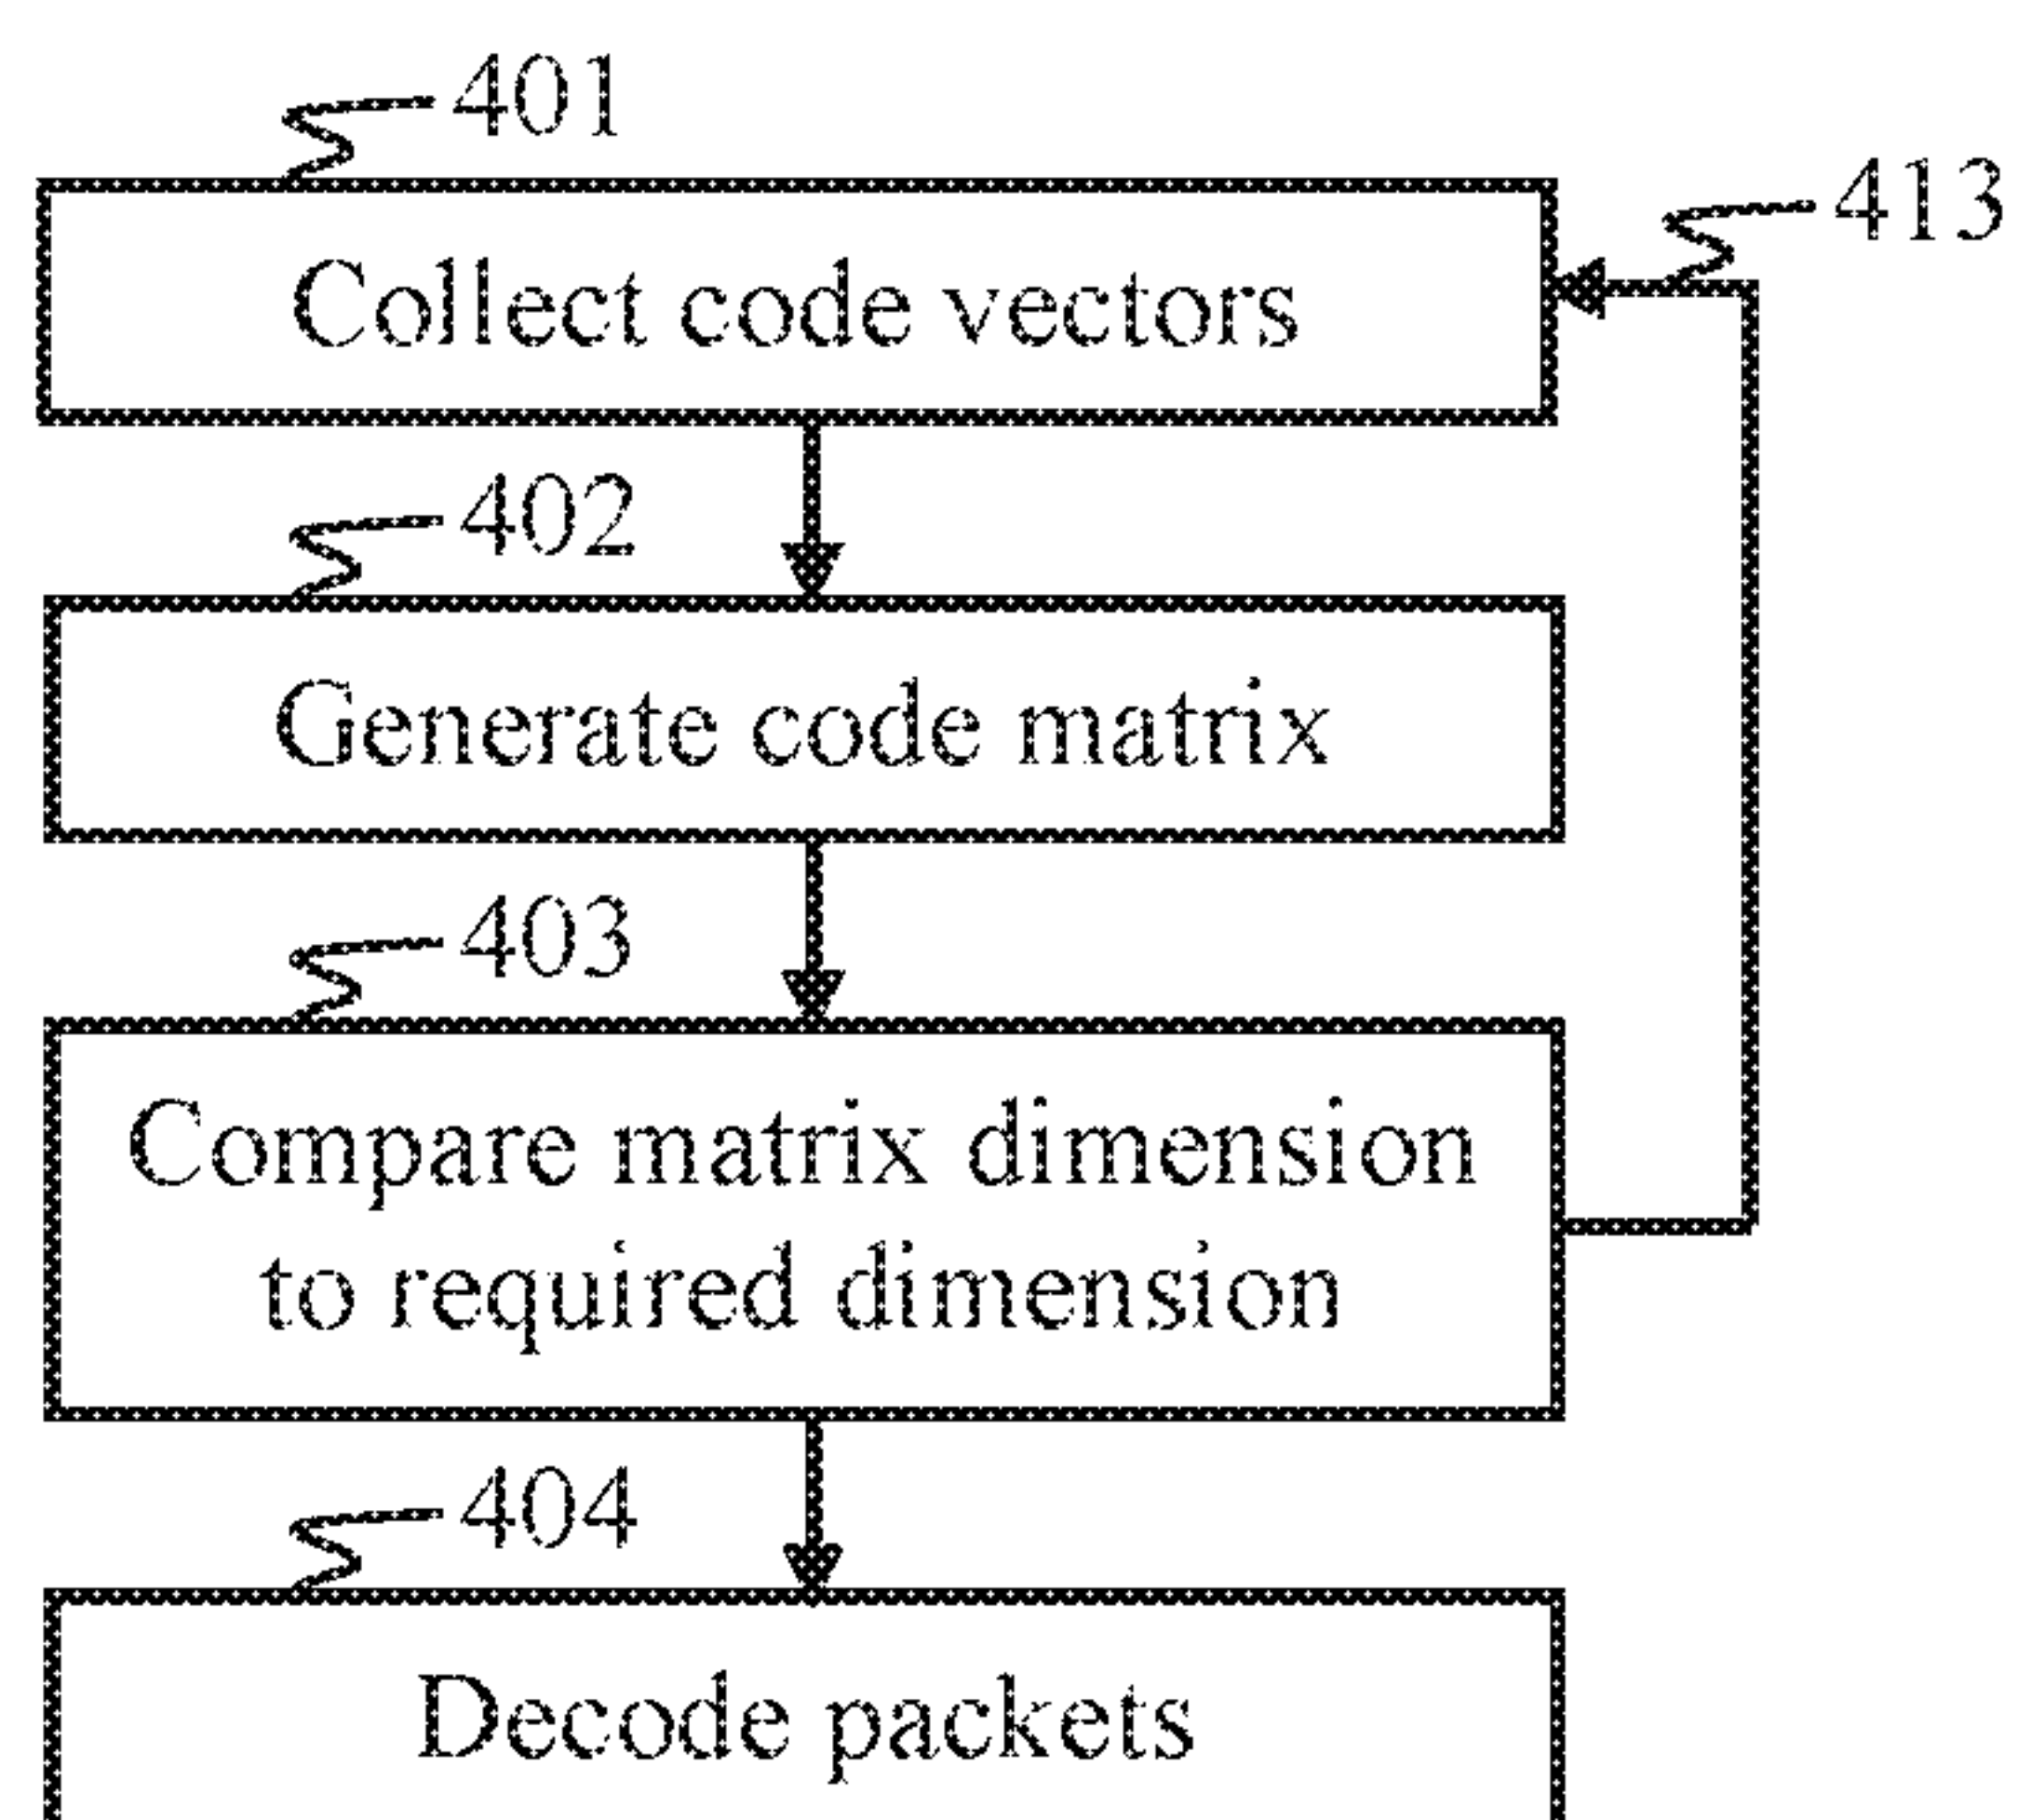 401
413
Collect code vectors
402
Generate code matrix
403
Compare matrix dimension
to required dimension
404
Decode packets